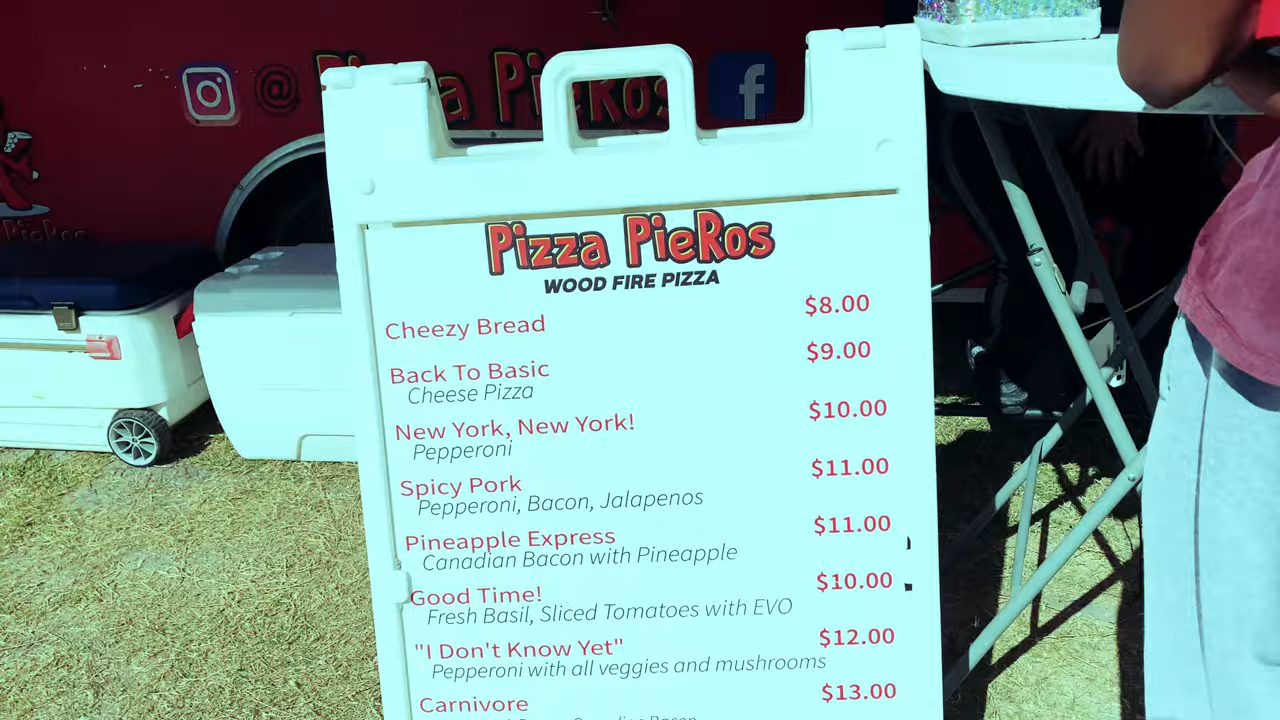 @ Pizza PieRos
Pizza PieRos
WOOD FIRE PIZZA
Cheezy Bread $8.00
Back To Basic $9.00
Cheese Pizza
New York, New York! $10.00
Pepperoni
Spicy Pork $11.00
Pepperoni, Bacon, Jalapenos
Pineapple Express $11.00
Canadian Bacon with Pineapple
Good Time! $10.00
Fresh Basil, Sliced Tomatoes with EVO
"I Don't Know Yet" $12.00
Pepperoni with all veggies and mushrooms
Carnivore $13.00